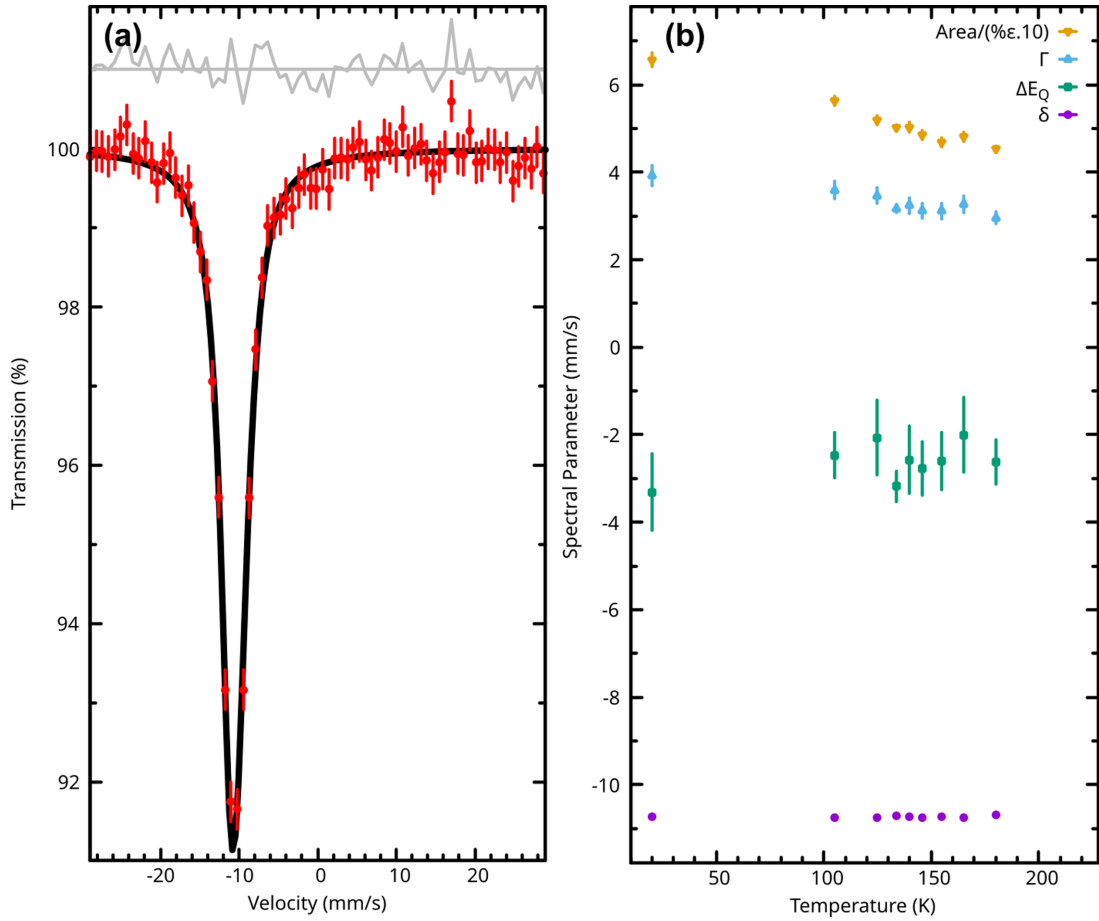 (a)
100
98
96
94
92
Transmission (%)
-20
-10
0
10
20
Velocity (mm/s)
(b)
Area/(%ε.10)
Γ
ΔE_Q
δ
6
4
2
0
-2
-4
-6
-8
-10
Spectral Parameter (mm/s)
50
100
150
200
Temperature (K)